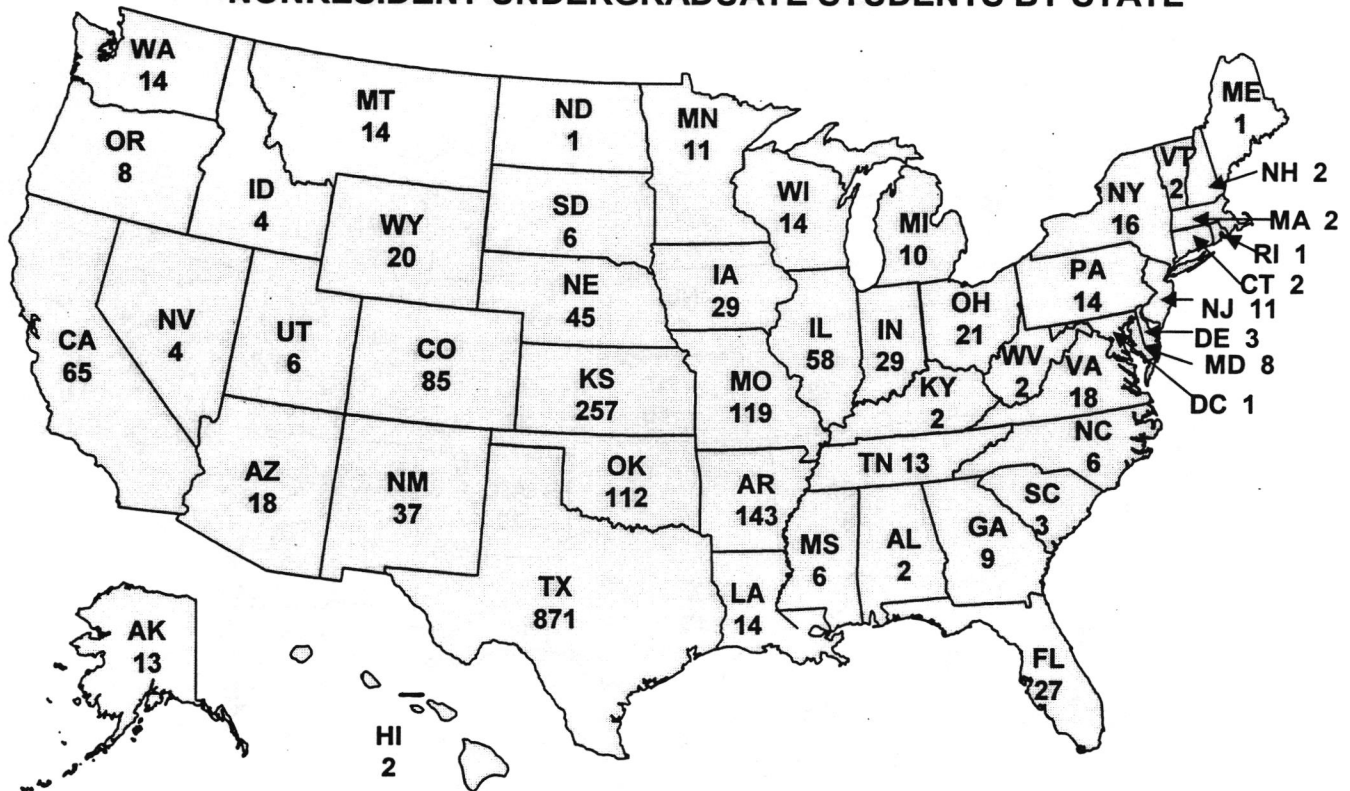 NONRESIDENT UNDERGRADUATE STUDENTS BY STATE
WA
14
MT
14
ND
1
MN
11
ME
1
OR
8
ID
4
WY
20
SD
6
WI
14
MI
10
NY
16
VT
2
NH 2
MA 2
RI 1
CT 2
NJ 11
DE 3
MD 8
DC 1
CA
65
NV
4
UT
6
CO
85
NE
45
IA
29
IL
58
IN
29
OH
21
PA
14
WV
2
VA
18
KS
257
MO
119
KY
2
NC
6
TN 13
AZ
18
NM
37
OK
112
AR
143
SC
3
MS
6
AL
2
GA
9
TX
871
LA
14
FL
27
AK
13
HI
2